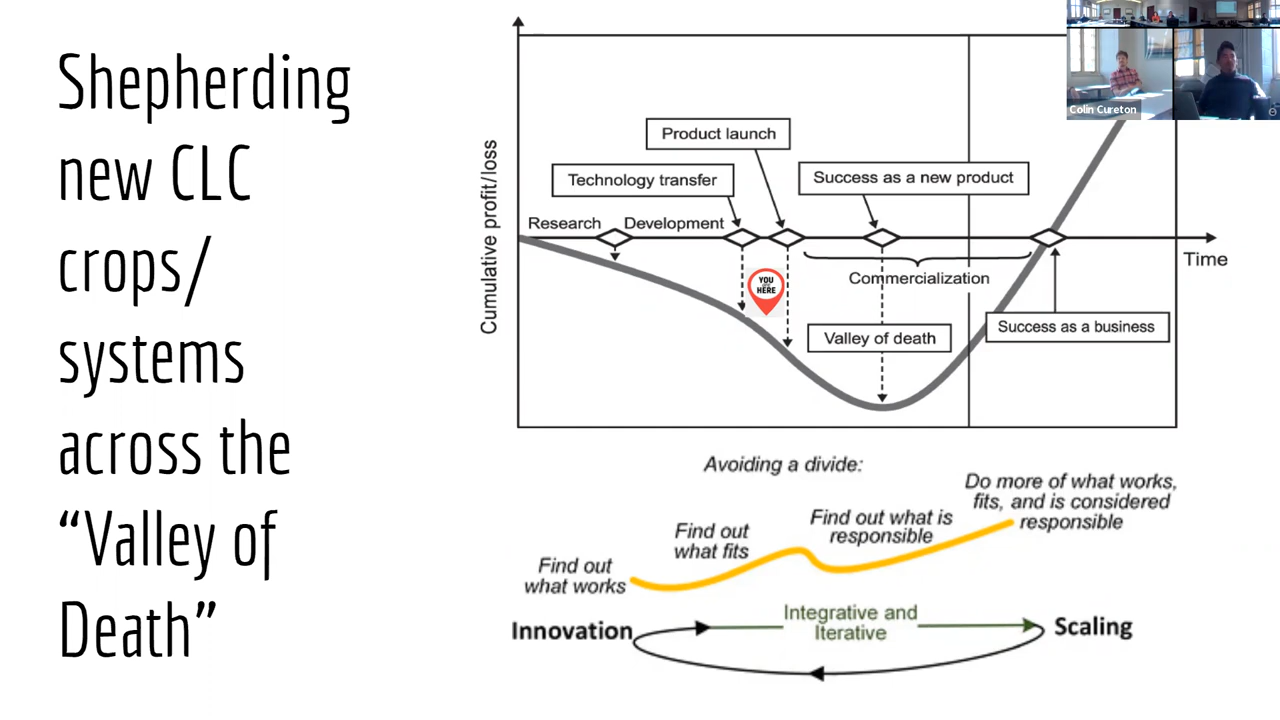 Shepherding
new CLC
crops/
systems
across the
“Valley of
Death”
Cumulative profit/loss
Product launch
Technology transfer
Success as a new product
Research
Development
Time
YOU
HERE
Commercialization
Valley of death
Success as a business
Colin Cureton
Avoiding a divide:
Find out
what works
Find out
what fits
Find out what is
responsible
Do more of what works,
fits, and is considered
responsible
Innovation
Integrative and
Iterative
Scaling